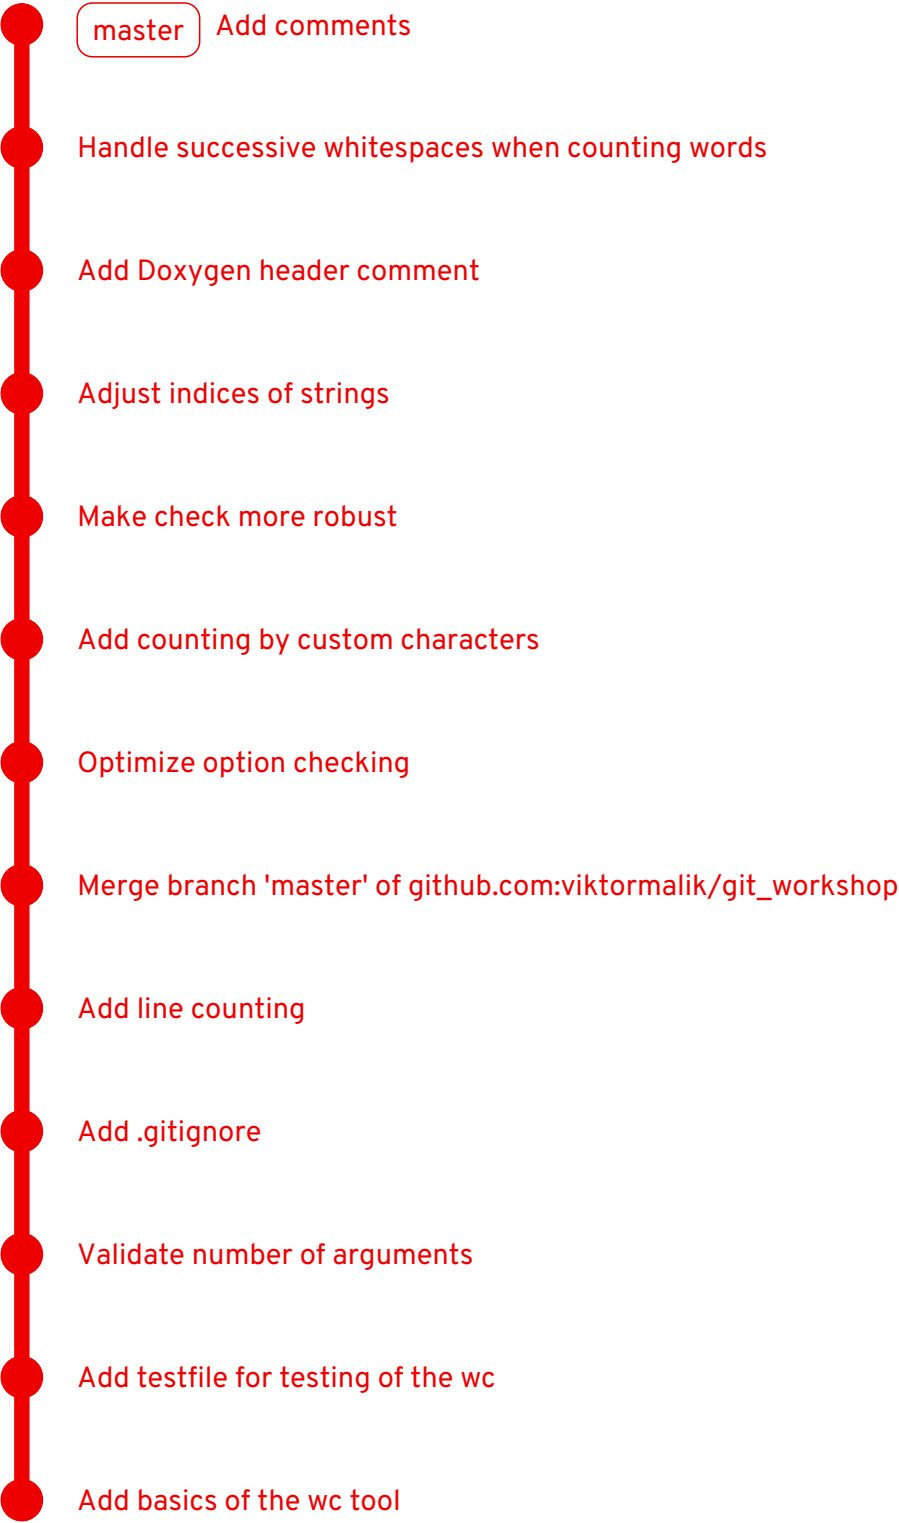 master Add comments
Handle successive whitespaces when counting words
Add Doxygen header comment
Adjust indices of strings
Make check more robust
Add counting by custom characters
Optimize option checking
Merge branch 'master' of github.com:viktormalik/git_workshop
Add line counting
Add .gitignore
Validate number of arguments
Add testfile for testing of the wc
Add basics of the wc tool